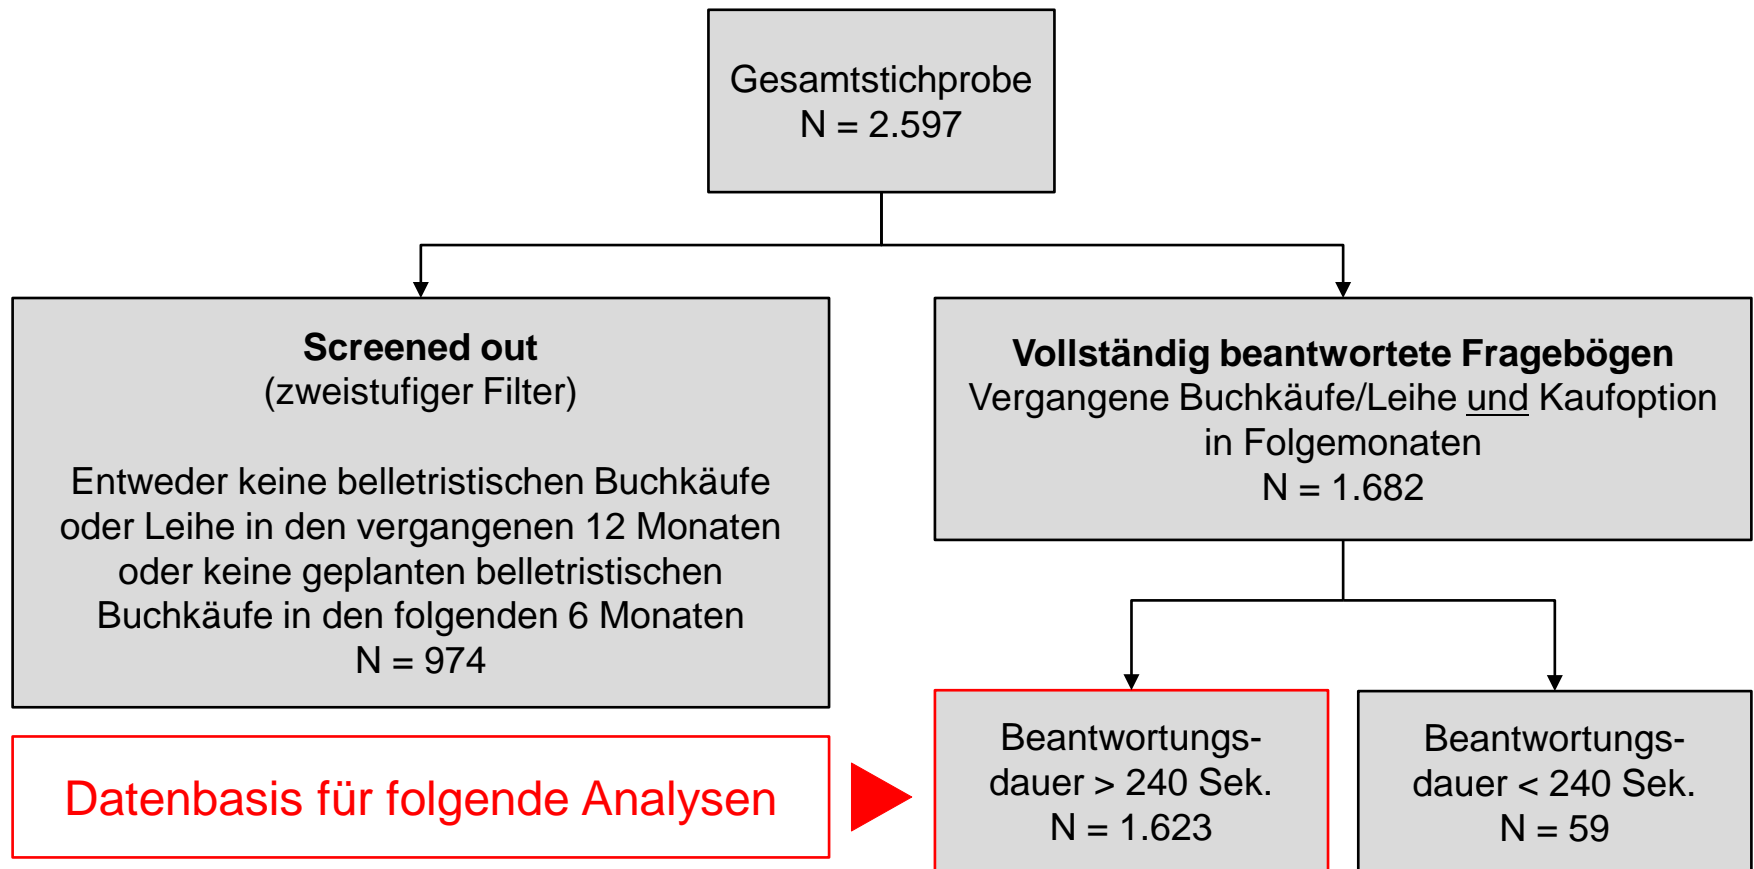 Gesamtstichprobe
N = 2.597
Screened out
(zweistufiger Filter)
Entweder keine belletristischen Buchkäufe
oder Leihe in den vergangenen 12 Monaten
oder keine geplanten belletristischen
Buchkäufe in den folgenden 6 Monaten
N = 974
Vollständig beantwortete Fragebögen
Vergangene Buchkäufe/Leihe und Kaufoption
in Folgemonaten
N = 1.682
Datenbasis für folgende Analysen
Beantwortungs-
dauer > 240 Sek.
N = 1.623
Beantwortungs-
dauer < 240 Sek.
N = 59